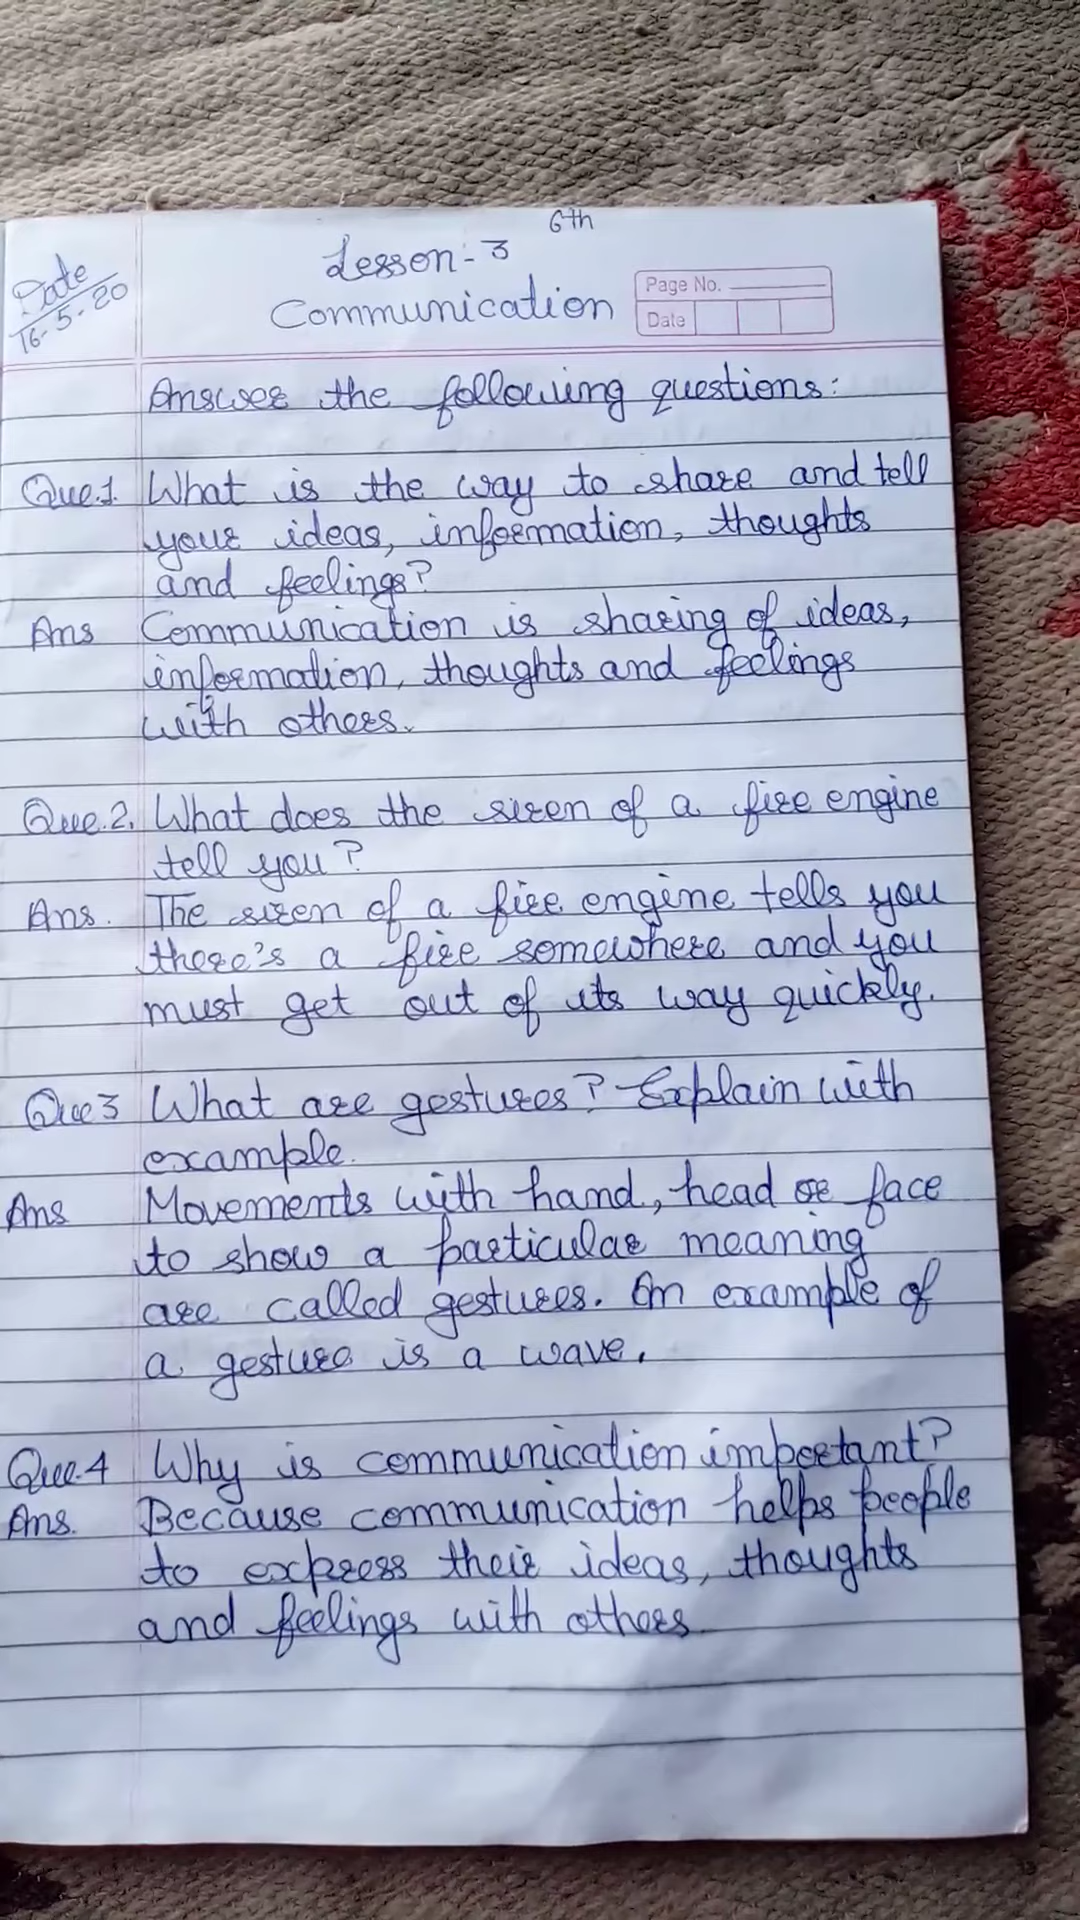 6th
Lesson-3
Communication
Date
16-5-20
Page No.
Date
Answer the following questions:
Que.1. What is the way to share and tell
your ideas, information, thoughts
and feelings?
Ans Communication is sharing of ideas,
information, thoughts and feelings
with others.
Que.2. What does the siren of a fire engine
tell you?
Ans. The siren of a fire engine tells you
there's a fire somewhere and you
must get out of its way quickly.
Que3 What are gestures? Explain with
example.
Ans Movements with hand, head or face
to show a particular meaning
are called gestures. An example of
a gesture is a wave.
Que.4 Why is communication important?
Ans. Because communication helps people
to express their ideas, thoughts
and feelings with others.